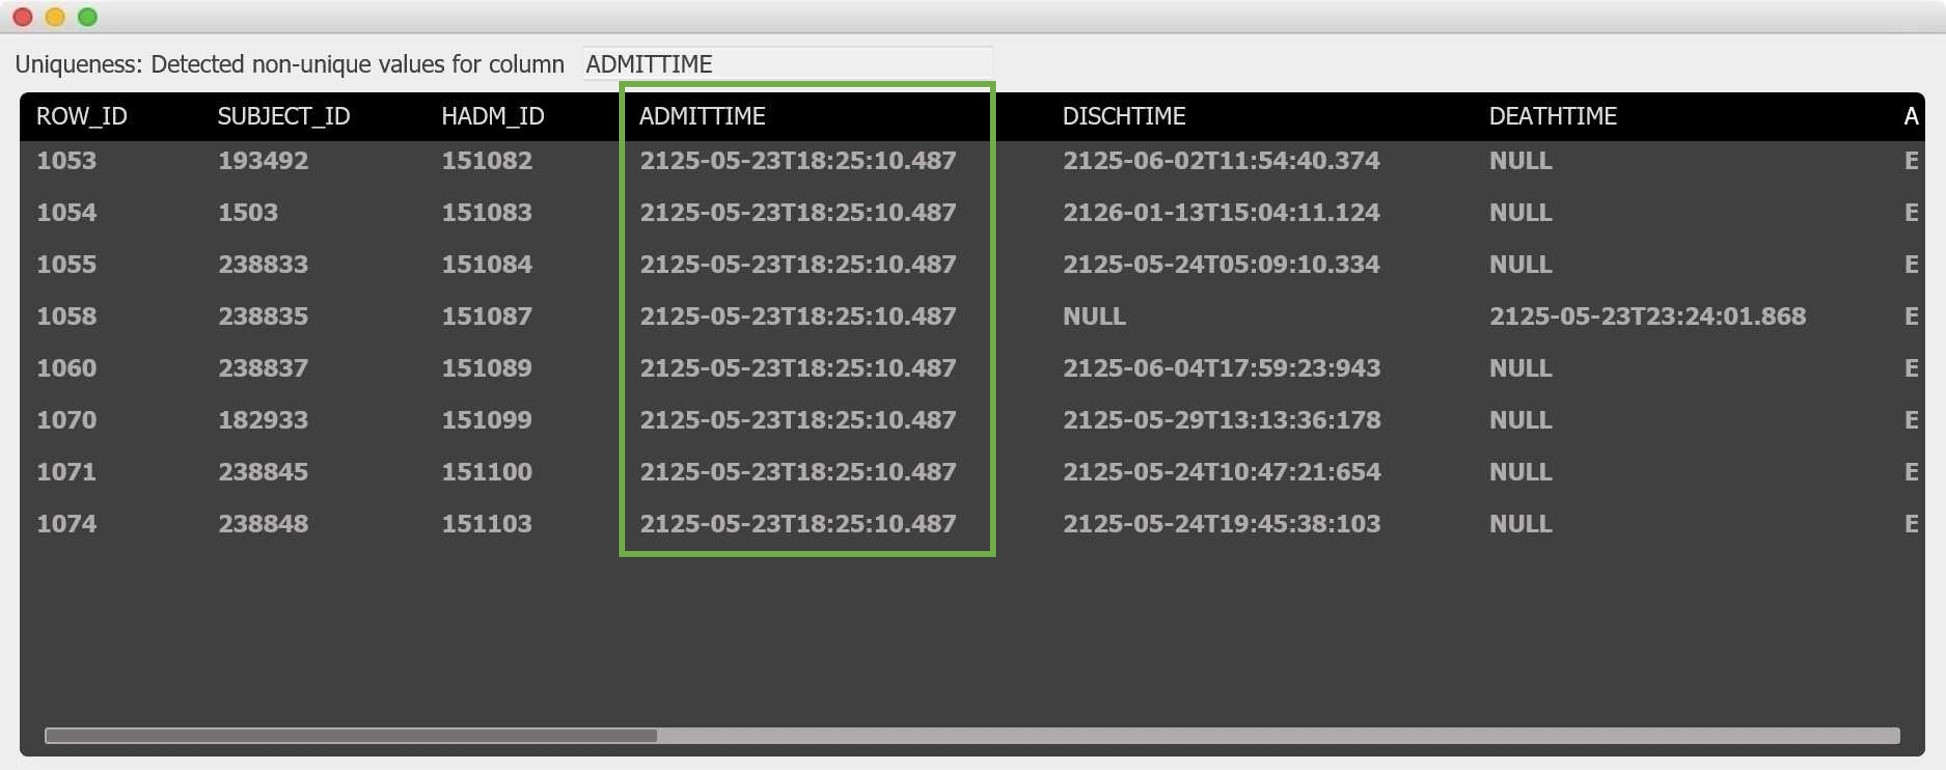 Uniqueness: Detected non-unique values for column ADMITTIME
ROW_ID SUBJECT_ID HADM_ID ADMITTIME DISCHTIME DEATHTIME A
1053 193492 151082 2125-05-23T18:25:10.487 2125-06-02T11:54:40.374 NULL E
1054 1503 151083 2125-05-23T18:25:10.487 2126-01-13T15:04:11.124 NULL E
1055 238833 151084 2125-05-23T18:25:10.487 2125-05-24T05:09:10.334 NULL E
1058 238835 151087 2125-05-23T18:25:10.487 NULL 2125-05-23T23:24:01.868 E
1060 238837 151089 2125-05-23T18:25:10.487 2125-06-04T17:59:23:943 NULL E
1070 182933 151099 2125-05-23T18:25:10.487 2125-05-29T13:13:36:178 NULL E
1071 238845 151100 2125-05-23T18:25:10.487 2125-05-24T10:47:21:654 NULL E
1074 238848 151103 2125-05-23T18:25:10.487 2125-05-24T19:45:38:103 NULL E